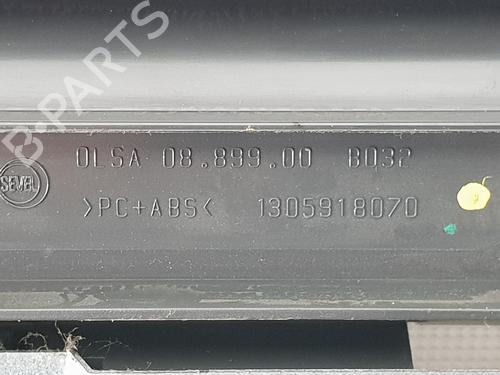 B-PARTS
OLSA 08.899.00 B032
SEVEL
>PC+ABS< 1305918070